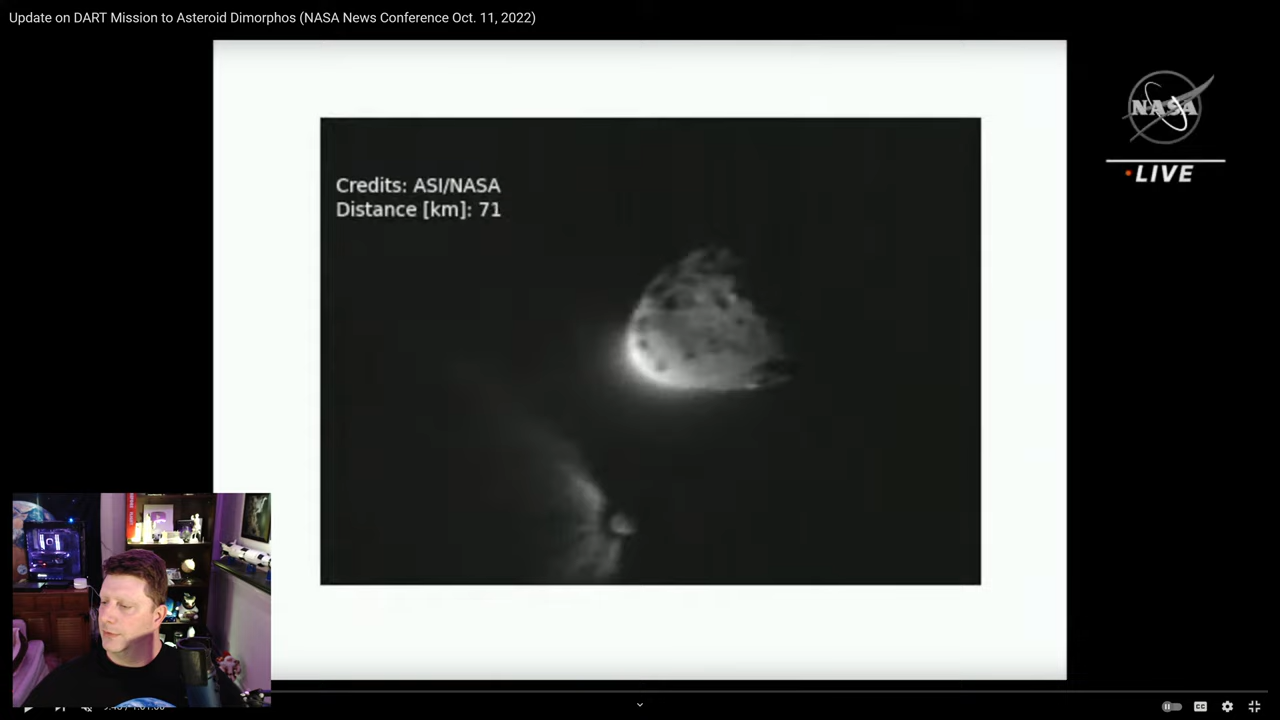 Update on DART Mission to Asteroid Dimorphos (NASA News Conference Oct. 11, 2022)
NASA
LIVE
Credits: ASI/NASA
Distance [km]: 71
CC